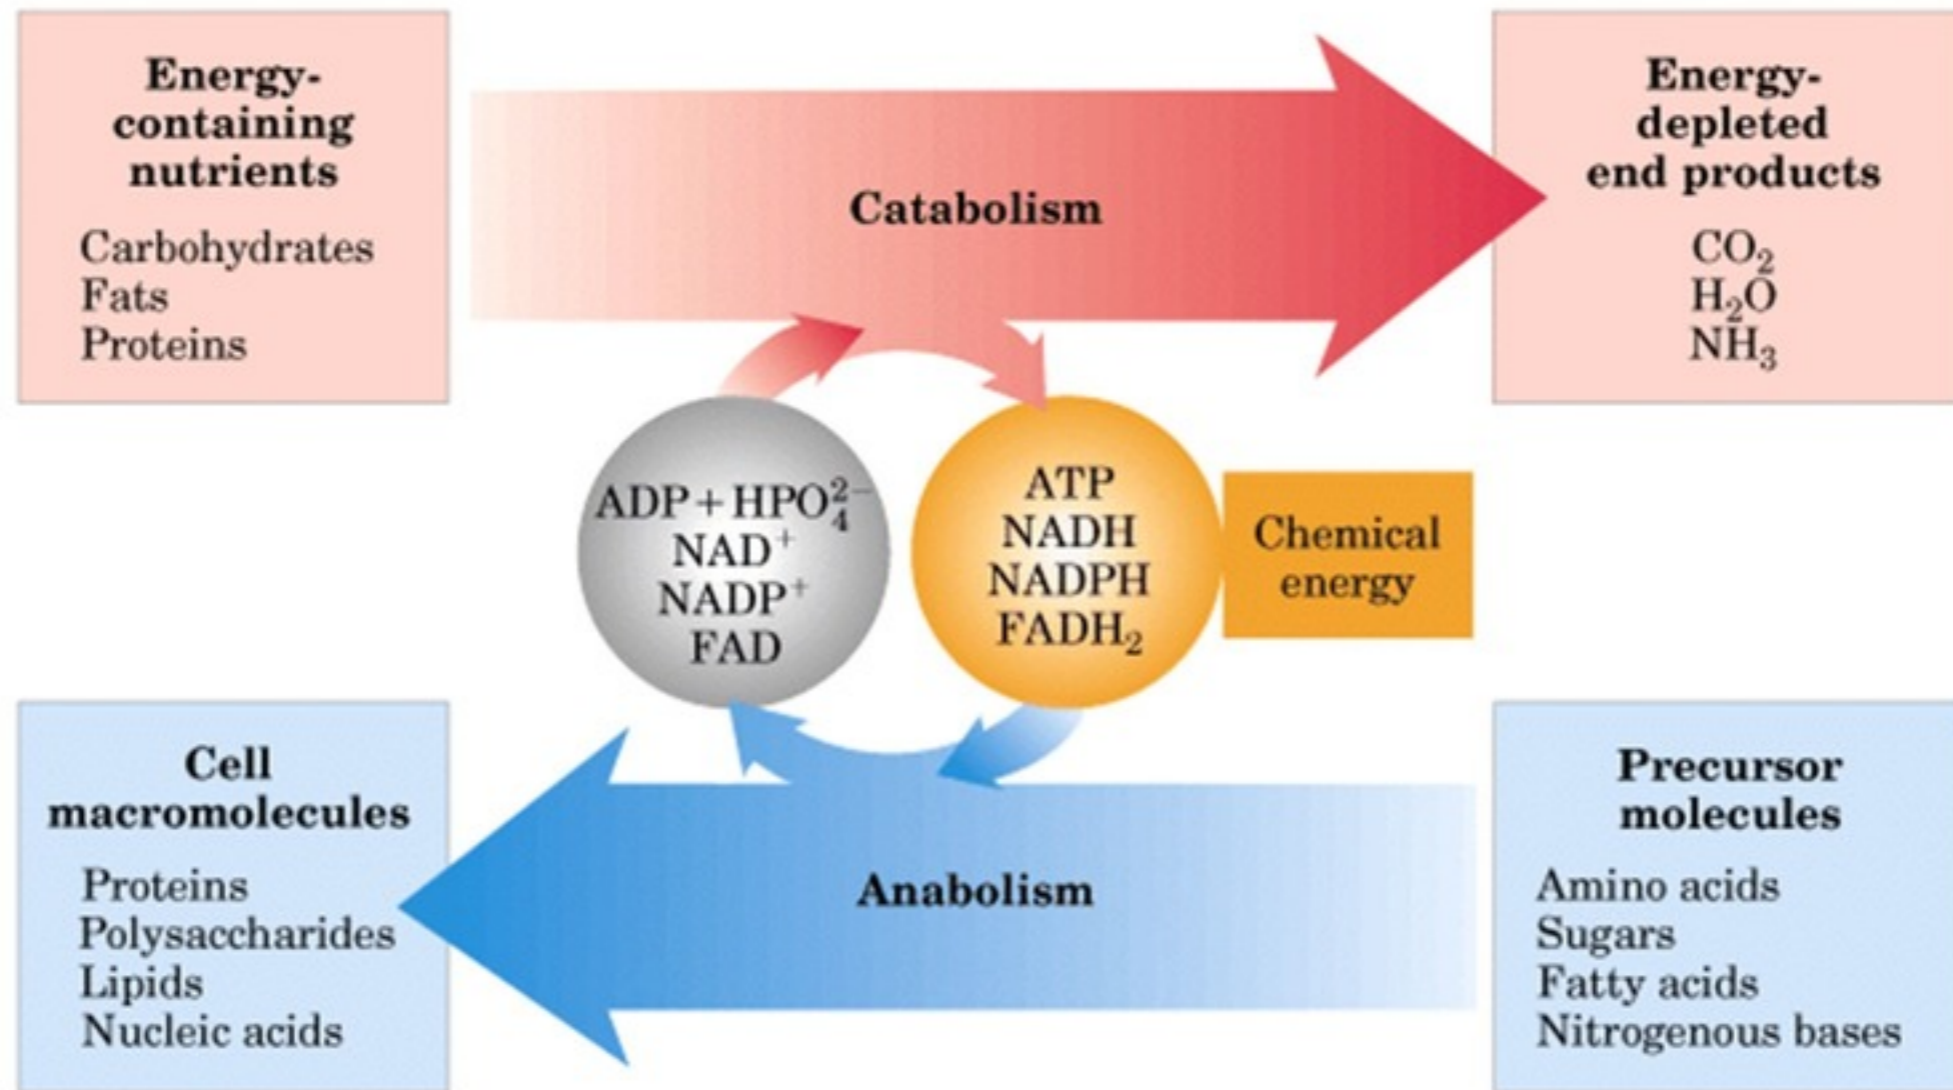 Energy-
containing
nutrients
Carbohydrates
Fats
Proteins
Catabolism
Energy-
depleted
end products
CO₂
H₂O
NH₃
ADP + HPO₄²⁻
NAD⁺
NADP⁺
FAD
ATP
NADH
NADPH
FADH₂
Chemical
energy
Cell
macromolecules
Proteins
Polysaccharides
Lipids
Nucleic acids
Anabolism
Precursor
molecules
Amino acids
Sugars
Fatty acids
Nitrogenous bases